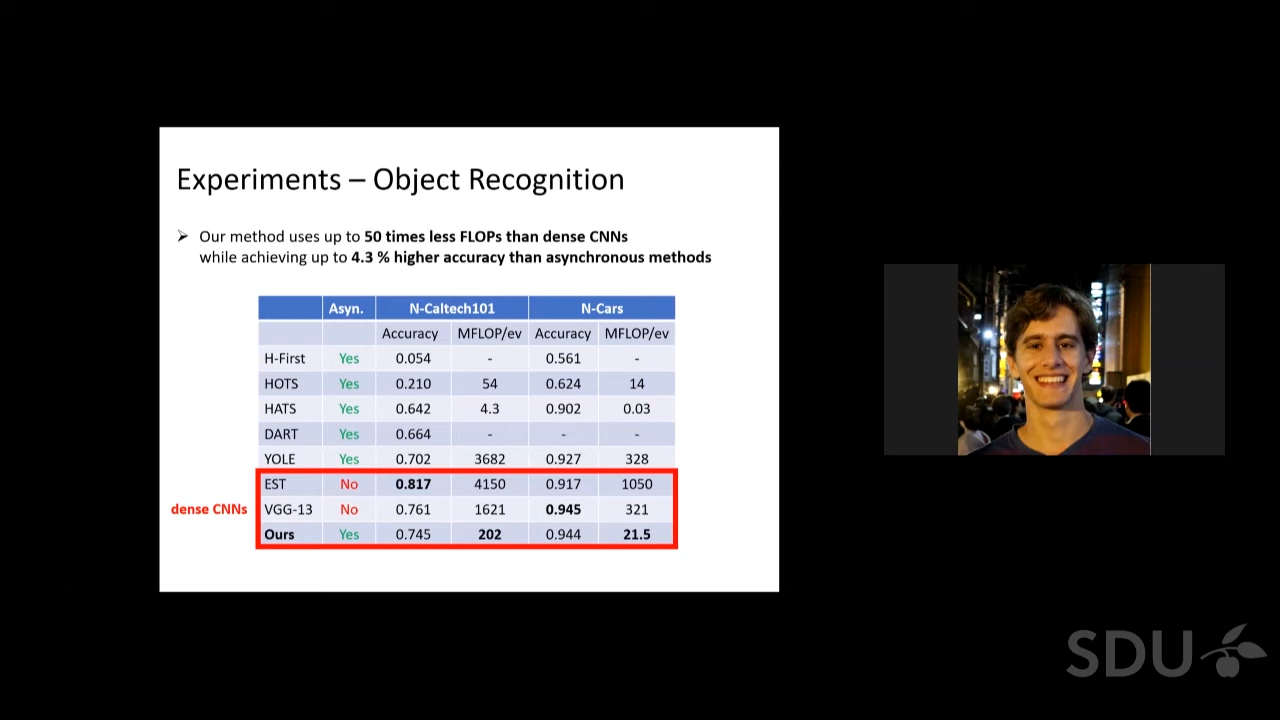 Experiments – Object Recognition
➢ Our method uses up to 50 times less FLOPs than dense CNNs
while achieving up to 4.3 % higher accuracy than asynchronous methods
Asyn. N-Caltech101 N-Cars
Accuracy MFLOP/ev Accuracy MFLOP/ev
H-First Yes 0.054 - 0.561 -
HOTS Yes 0.210 54 0.624 14
HATS Yes 0.642 4.3 0.902 0.03
DART Yes 0.664 - - -
YOLE Yes 0.702 3682 0.927 328
EST No 0.817 4150 0.917 1050
dense CNNs VGG-13 No 0.761 1621 0.945 321
Ours Yes 0.745 202 0.944 21.5
SDU